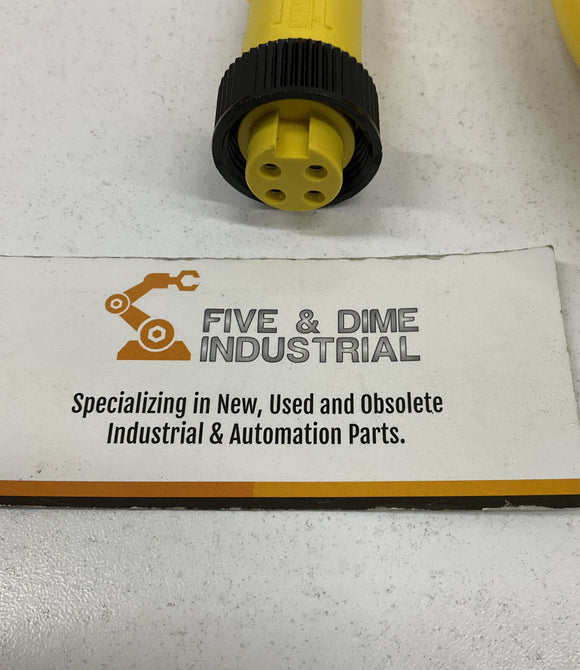 FIVE & DIME
INDUSTRIAL
Specializing in New, Used and Obsolete
Industrial & Automation Parts.